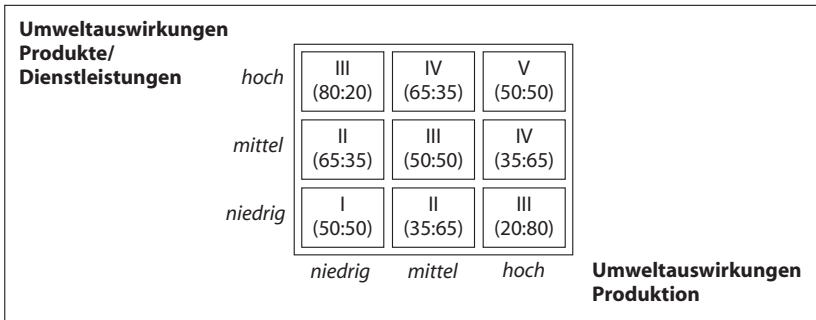 Umweltauswirkungen
Produkte/
Dienstleistungen
hoch
III
(80:20)
IV
(65:35)
V
(50:50)
mittel
II
(65:35)
III
(50:50)
IV
(35:65)
niedrig
I
(50:50)
II
(35:65)
III
(20:80)
niedrig
mittel
hoch
Umweltauswirkungen
Produktion